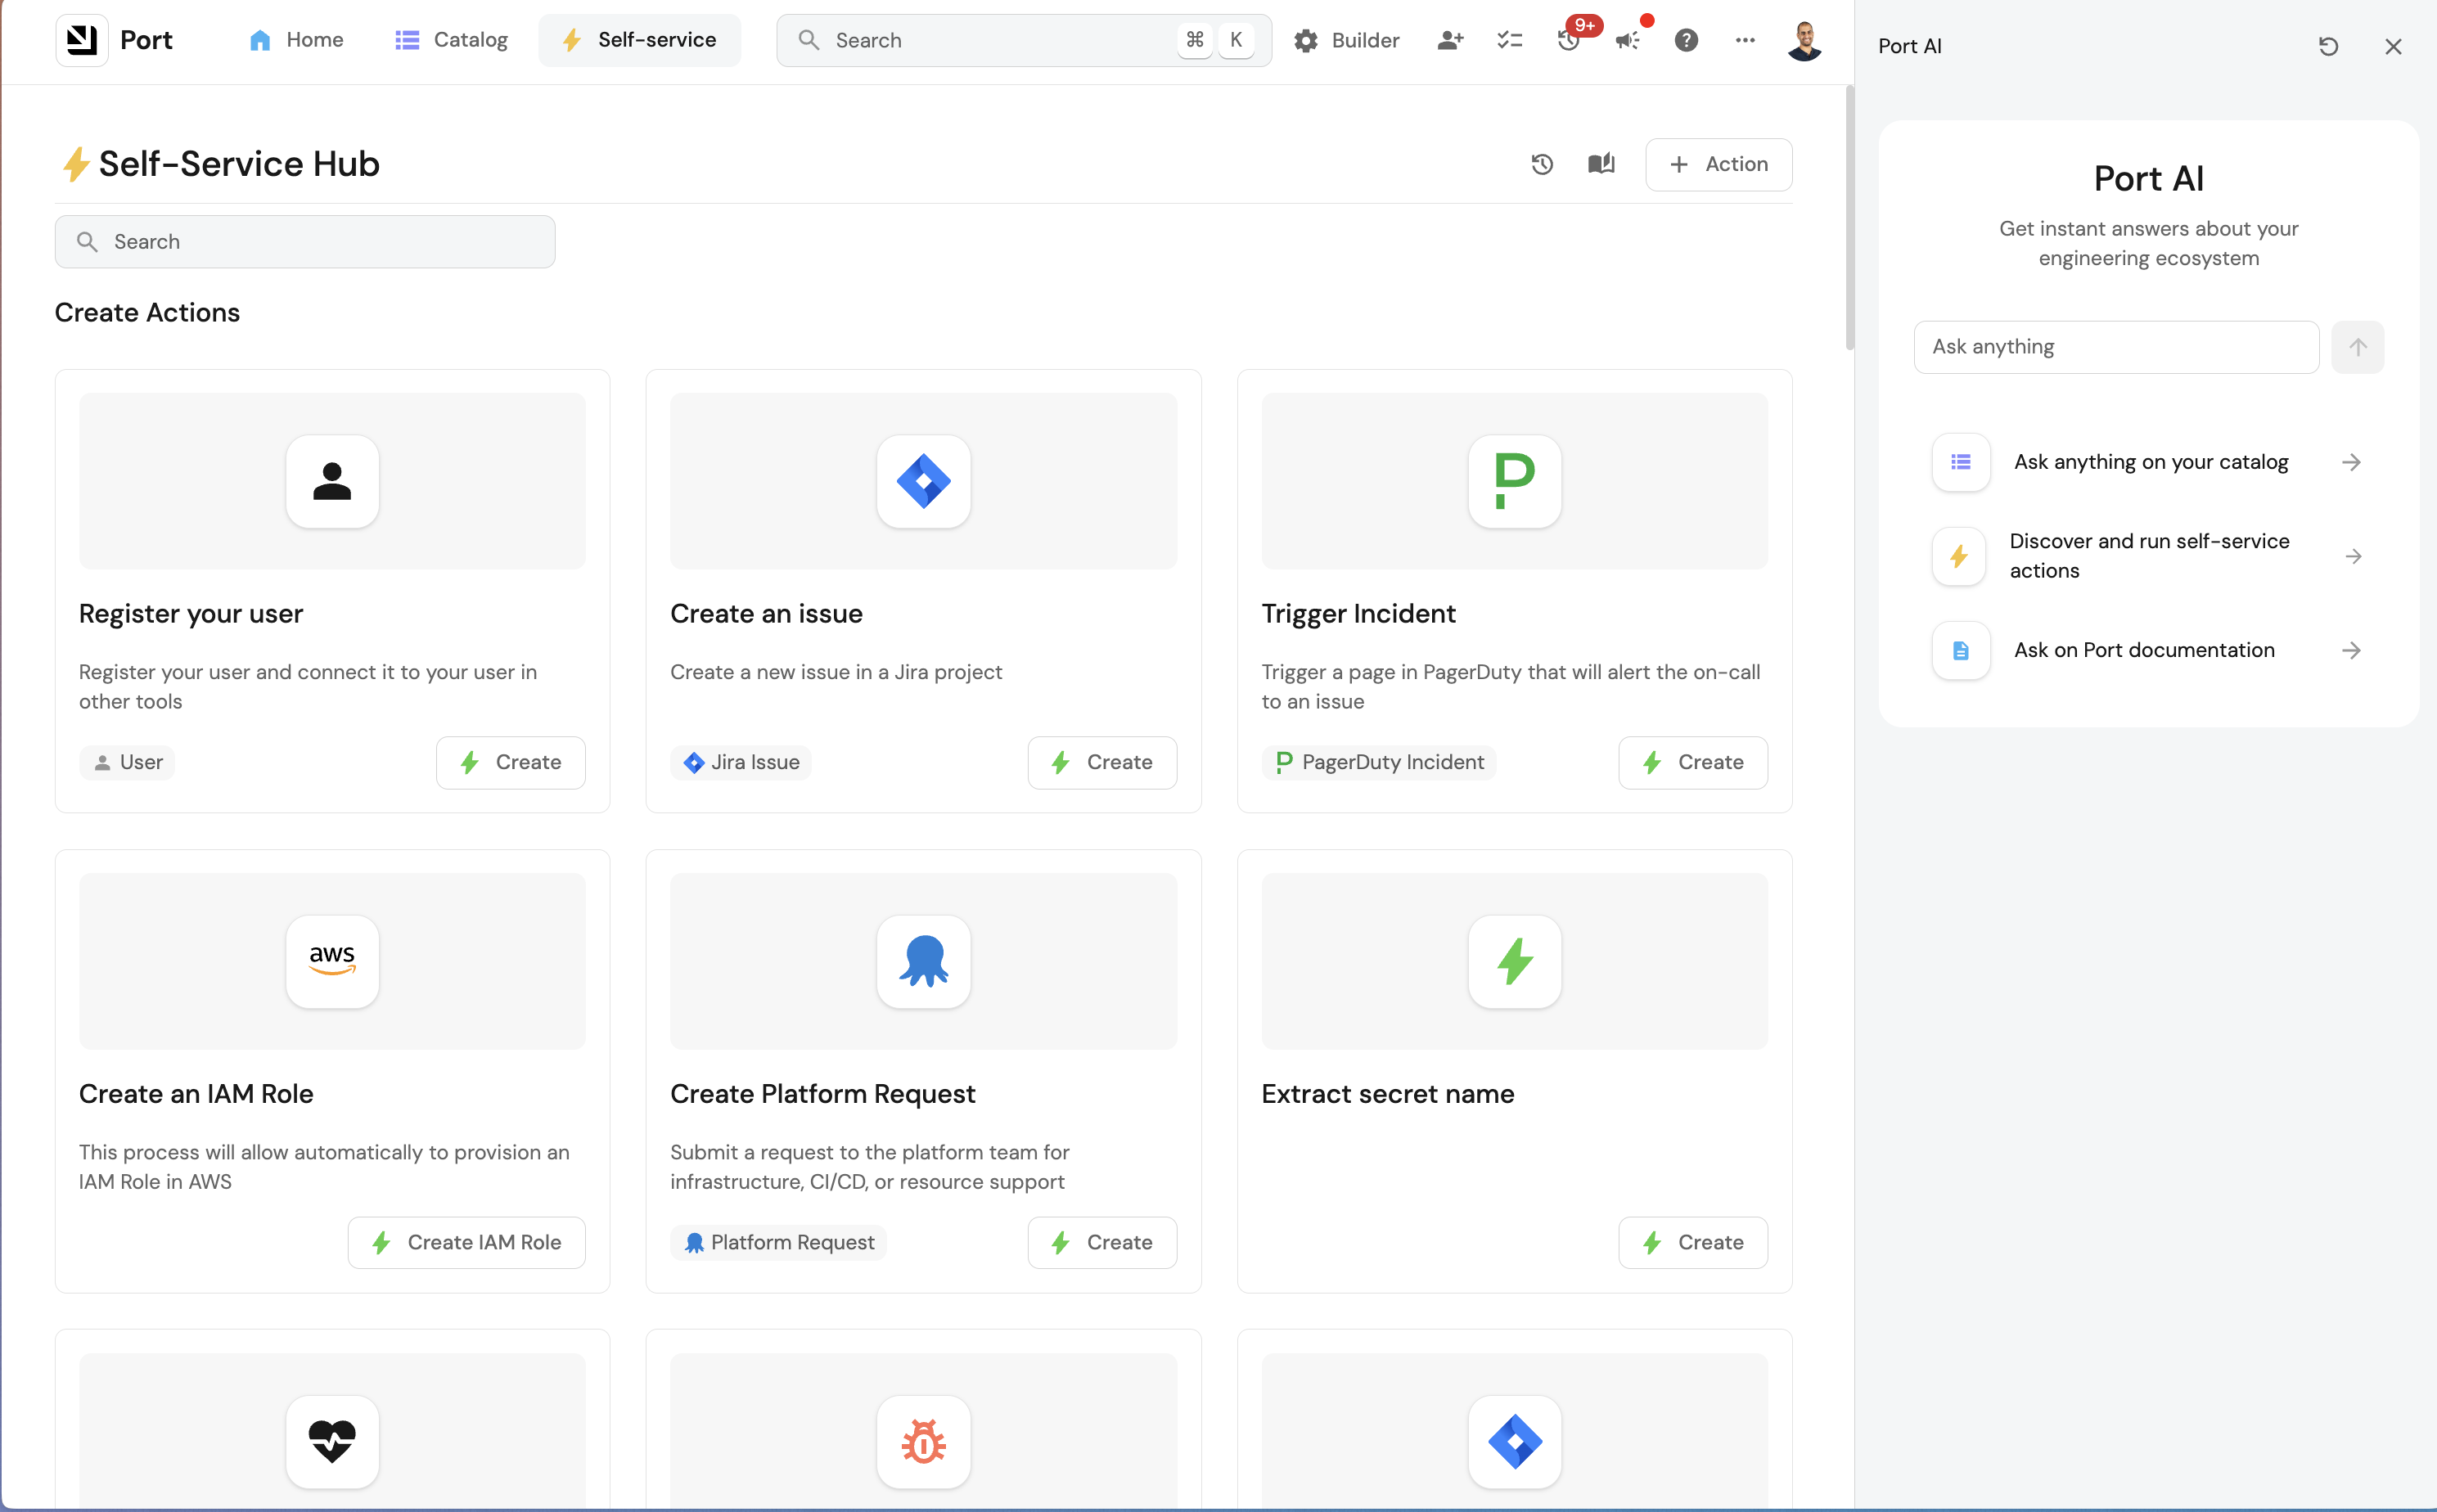 Port
Home
Catalog
Self-service
Search
⌘ K
Builder
9+
Port AI
Self-Service Hub
Action
Search
Create Actions
Register your user
Register your user and connect it to your user in
other tools
User
Create
Create an issue
Create a new issue in a Jira project
Jira Issue
Create
Trigger Incident
Trigger a page in PagerDuty that will alert the on-call
to an issue
PagerDuty Incident
Create
aws
Create an IAM Role
This process will allow automatically to provision an
IAM Role in AWS
Create IAM Role
Create Platform Request
Submit a request to the platform team for
infrastructure, CI/CD, or resource support
Platform Request
Create
Extract secret name
Create
Port AI
Get instant answers about your
engineering ecosystem
Ask anything
Ask anything on your catalog
Discover and run self-service
actions
Ask on Port documentation